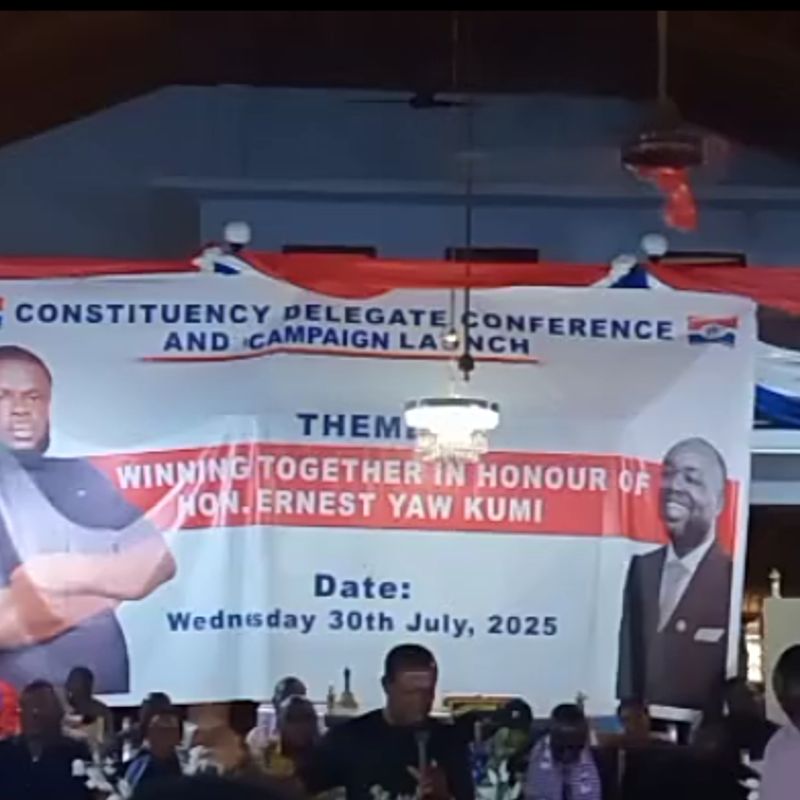 CONSTITUENCY DELEGATE CONFERENCE
AND CAMPAIGN LAUNCH
THEME
WINNING TOGETHER IN HONOUR OF
HON. ERNEST YAW KUMI
Date:
Wednesday 30th July, 2025